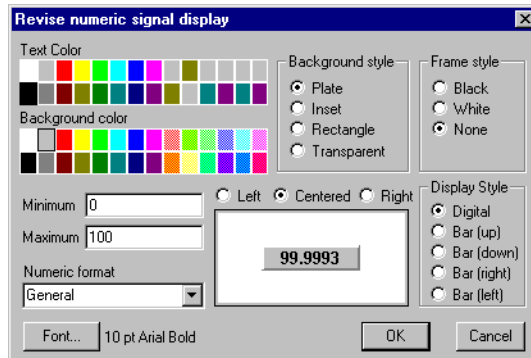 Revise numeric signal display
Text Color
Background color
Background style
Plate
Inset
Rectangle
Transparent
Frame style
Black
White
None
Minimum 0
Maximum 100
Numeric format
General
Left Centered Right
99.9993
Display Style
Digital
Bar (up)
Bar (down)
Bar (right)
Bar (left)
Font... 10 pt Arial Bold
OK
Cancel